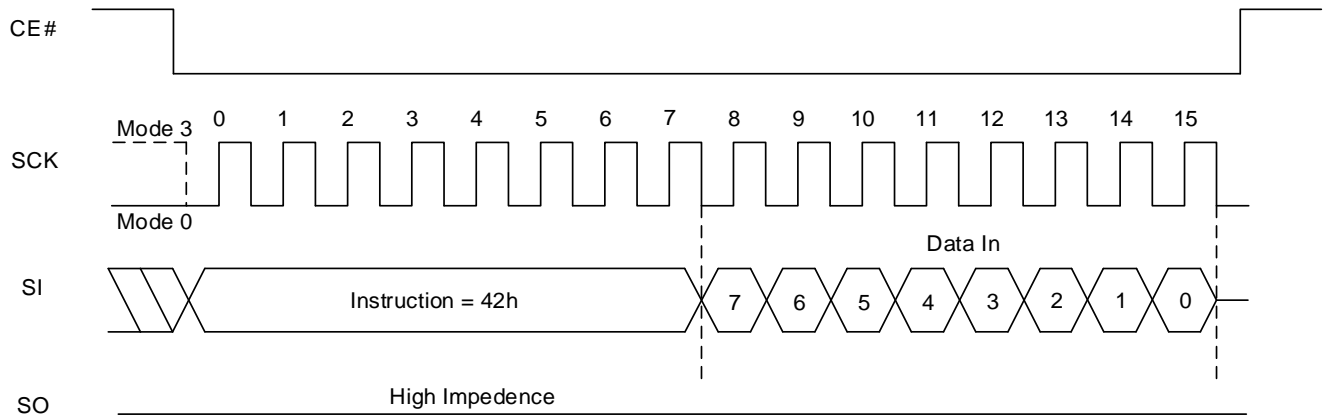 CE#
0 1 2 3 4 5 6 7 8 9 10 11 12 13 14 15
Mode 3
SCK
Mode 0
Data In
SI
Instruction = 42h
7 6 5 4 3 2 1 0
High Impedence
SO